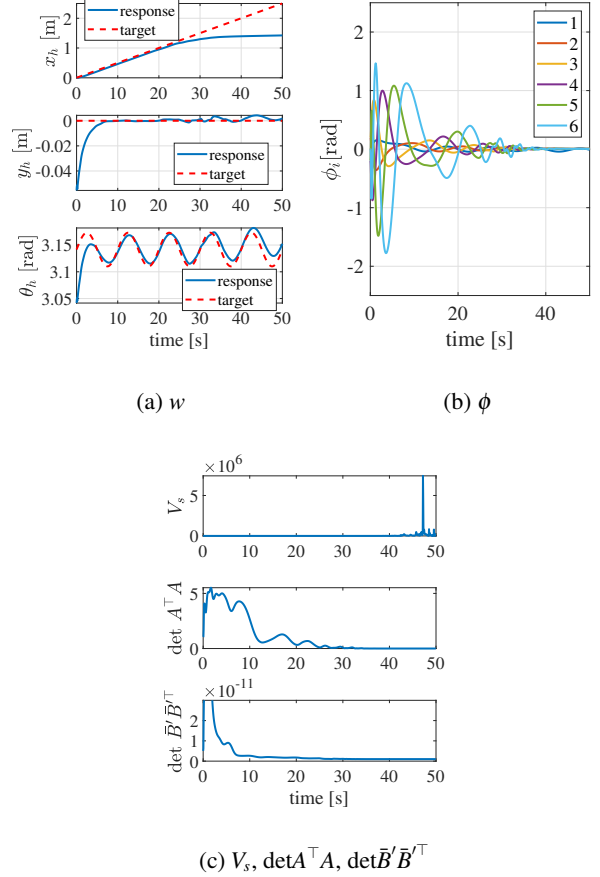 response
target
x_h [m]
2
1
0
0 10 20 30 40 50
y_h [m]
0
-0.02
-0.04
response
target
0 10 20 30 40 50
θ_h [rad]
3.15
3.1
3.05
response
target
0 10 20 30 40 50
time [s]
(a) w
ϕ_i[rad]
2
1
0
-1
-2
1
2
3
4
5
6
0 20 40
time [s]
(b) ϕ
×10^6
V_s
5
0
0 10 20 30 40 50
det A^⊤A
5
0
0 10 20 30 40 50
×10^-11
det B̄′B̄′^⊤
2
1
0
0 10 20 30 40 50
time [s]
(c) V_s, detA^⊤A, detB̄′B̄′^⊤